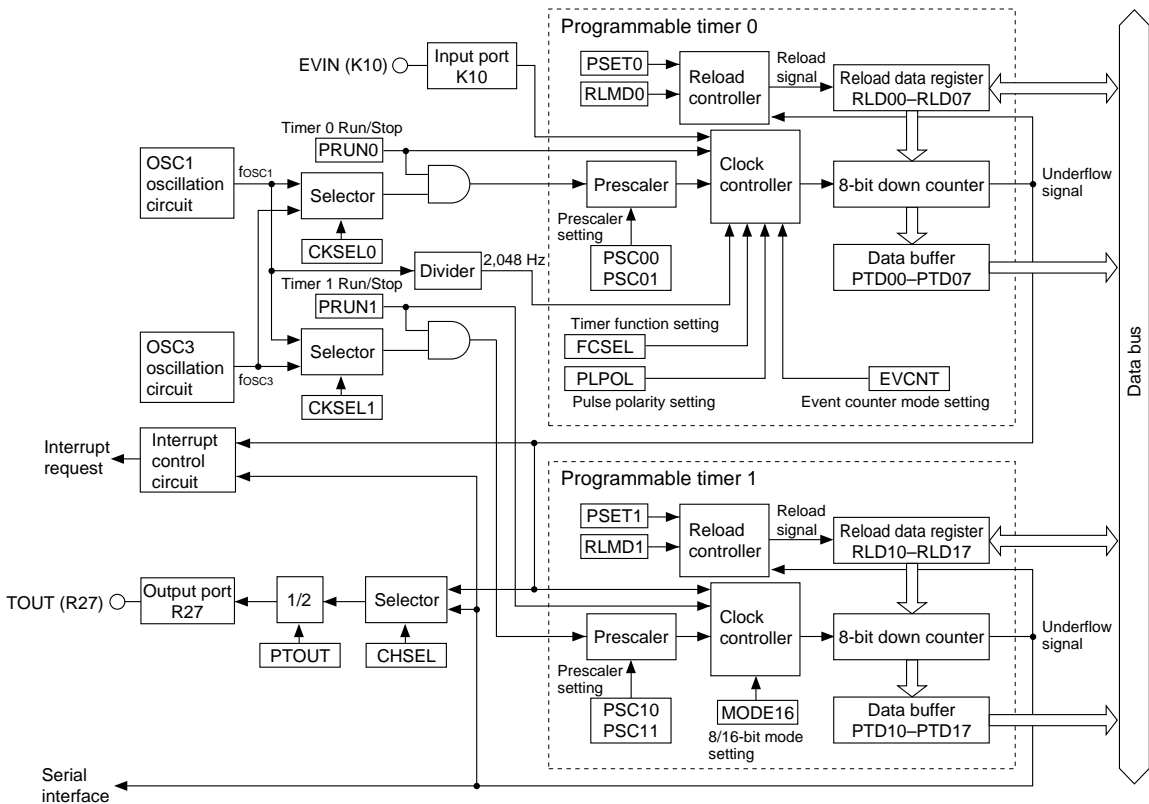 Programmable timer 0
EVIN (K10)
Input port
K10
PSET0
RLMD0
Reload
controller
Reload
signal
Reload data register
RLD00–RLD07
Timer 0 Run/Stop
PRUN0
OSC1
oscillation
circuit
fOSC1
Selector
CKSEL0
Prescaler
Prescaler
setting
PSC00
PSC01
Clock
controller
8-bit down counter
Underflow
signal
Data buffer
PTD00–PTD07
Divider
2,048 Hz
Timer 1 Run/Stop
PRUN1
OSC3
oscillation
circuit
fOSC3
Selector
CKSEL1
Timer function setting
FCSEL
PLPOL
Pulse polarity setting
EVCNT
Event counter mode setting
Data bus
Interrupt
request
Interrupt
control
circuit
Programmable timer 1
PSET1
RLMD1
Reload
controller
Reload
signal
Reload data register
RLD10–RLD17
TOUT (R27)
Output port
R27
1/2
PTOUT
Selector
CHSEL
Prescaler
Prescaler
setting
PSC10
PSC11
Clock
controller
MODE16
8/16-bit mode
setting
8-bit down counter
Underflow
signal
Data buffer
PTD10–PTD17
Serial
interface